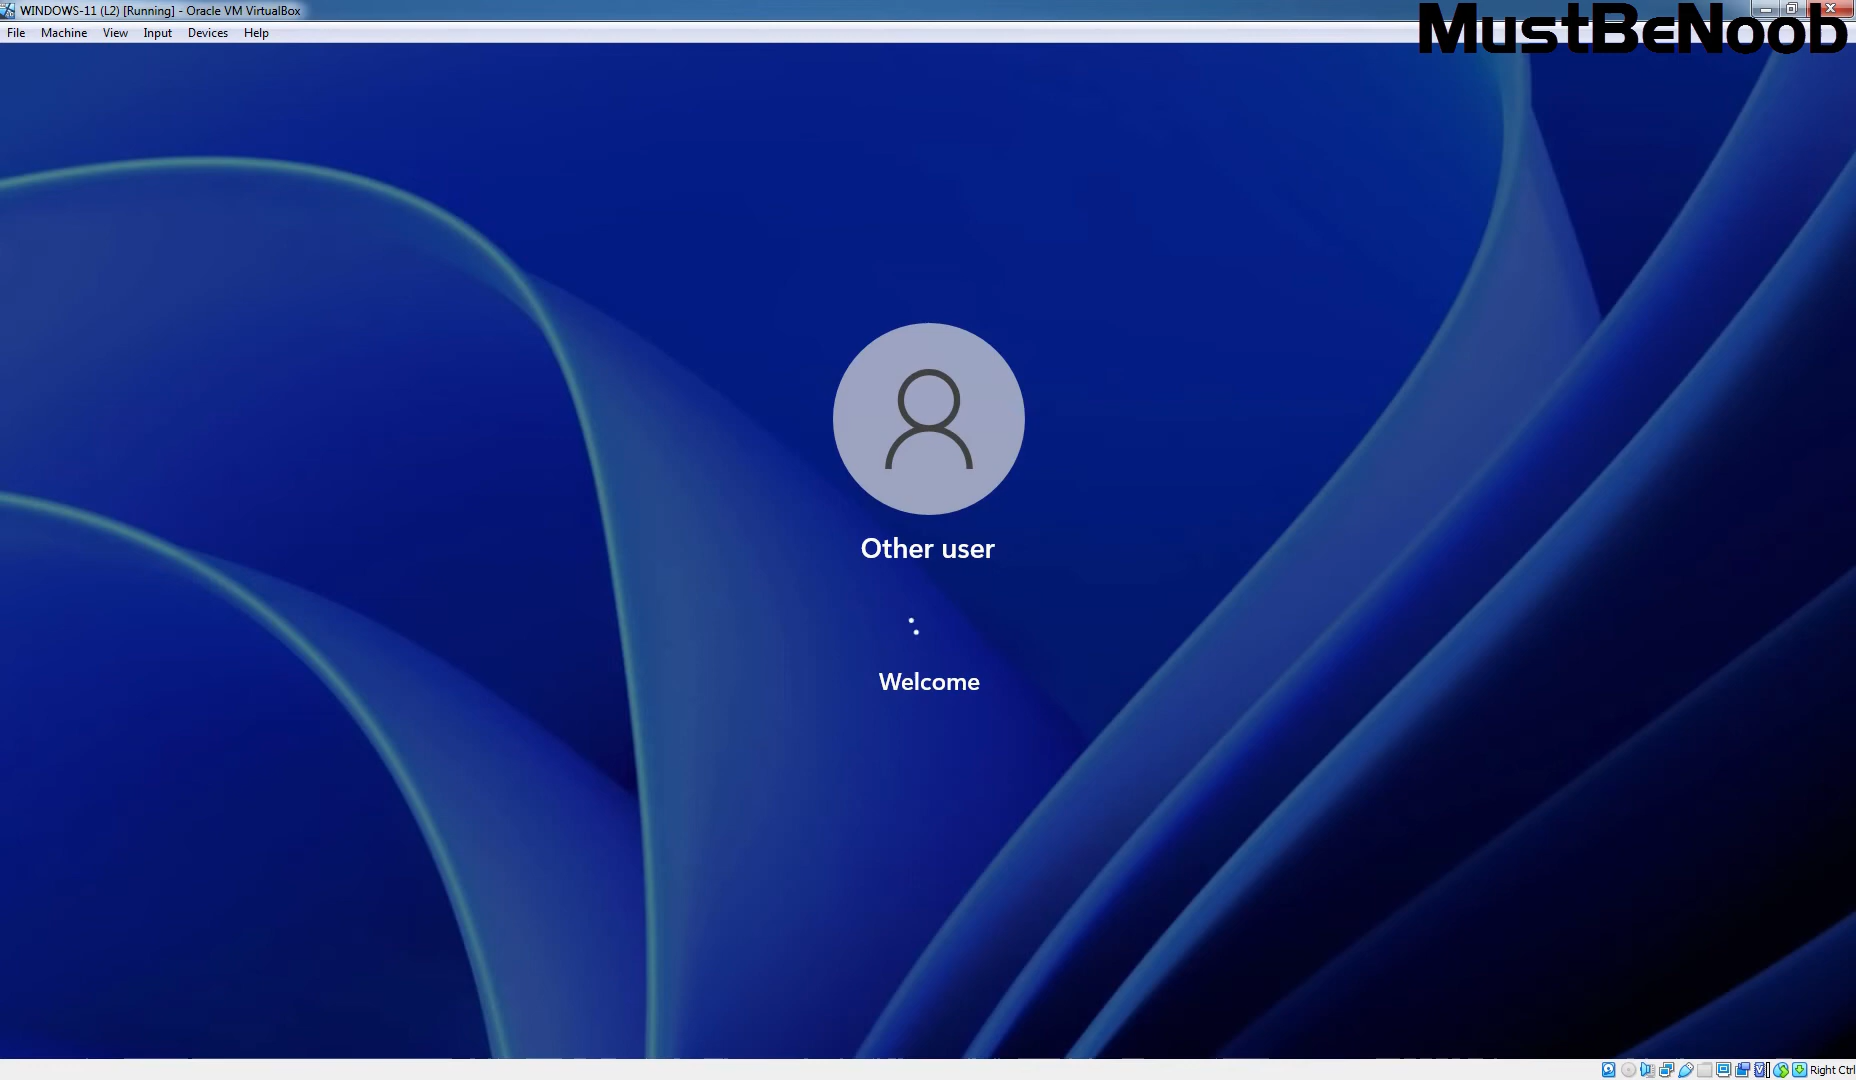 WINDOWS-11 (L2) [Running] - Oracle VM VirtualBox
MustBeNoob
File Machine View Input Devices Help
Other user
Welcome
Right Ctrl